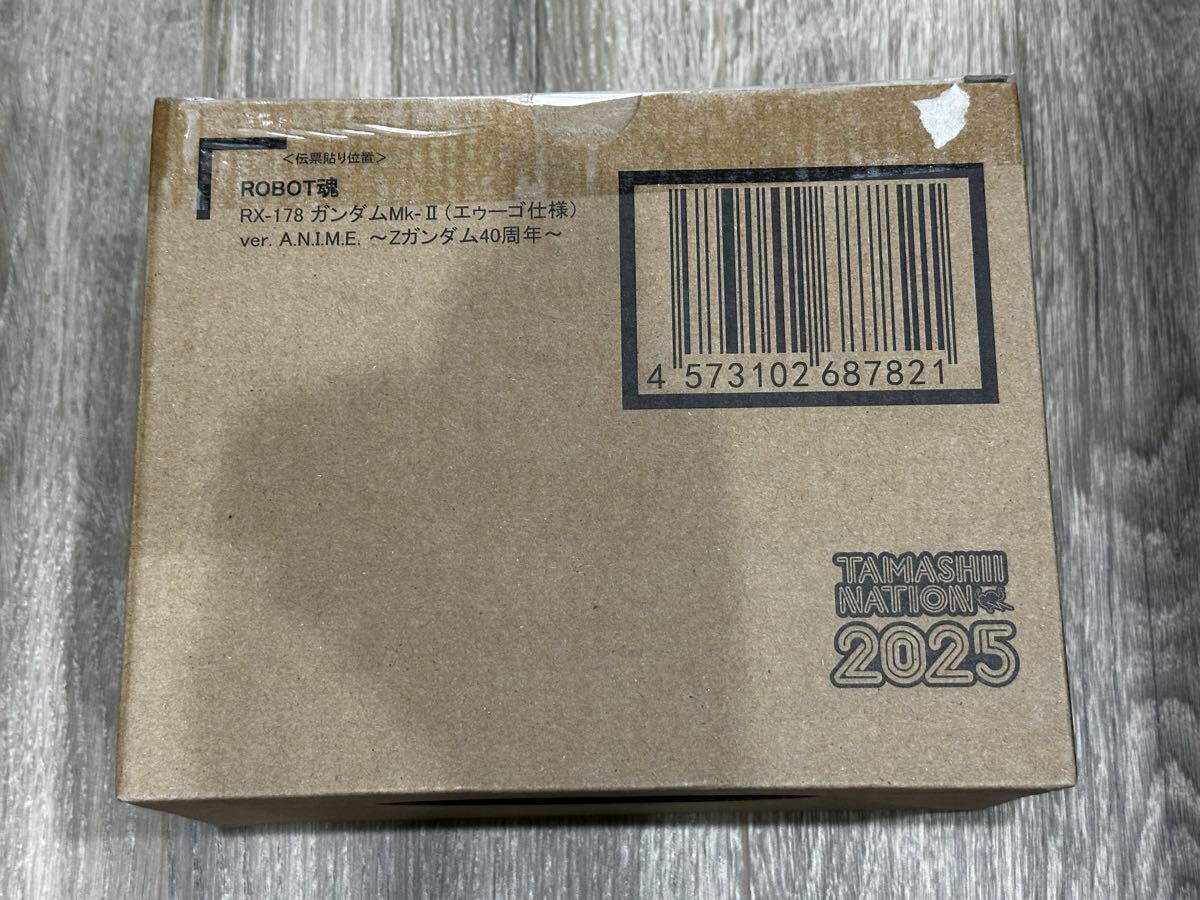 <伝票貼り位置>
ROBOT魂
RX-178 ガンダムMk-Ⅱ(エゥーゴ仕様)
ver. A.N.I.M.E. ～Zガンダム40周年～
4 573102 687821
TAMASHII
NATION
2025